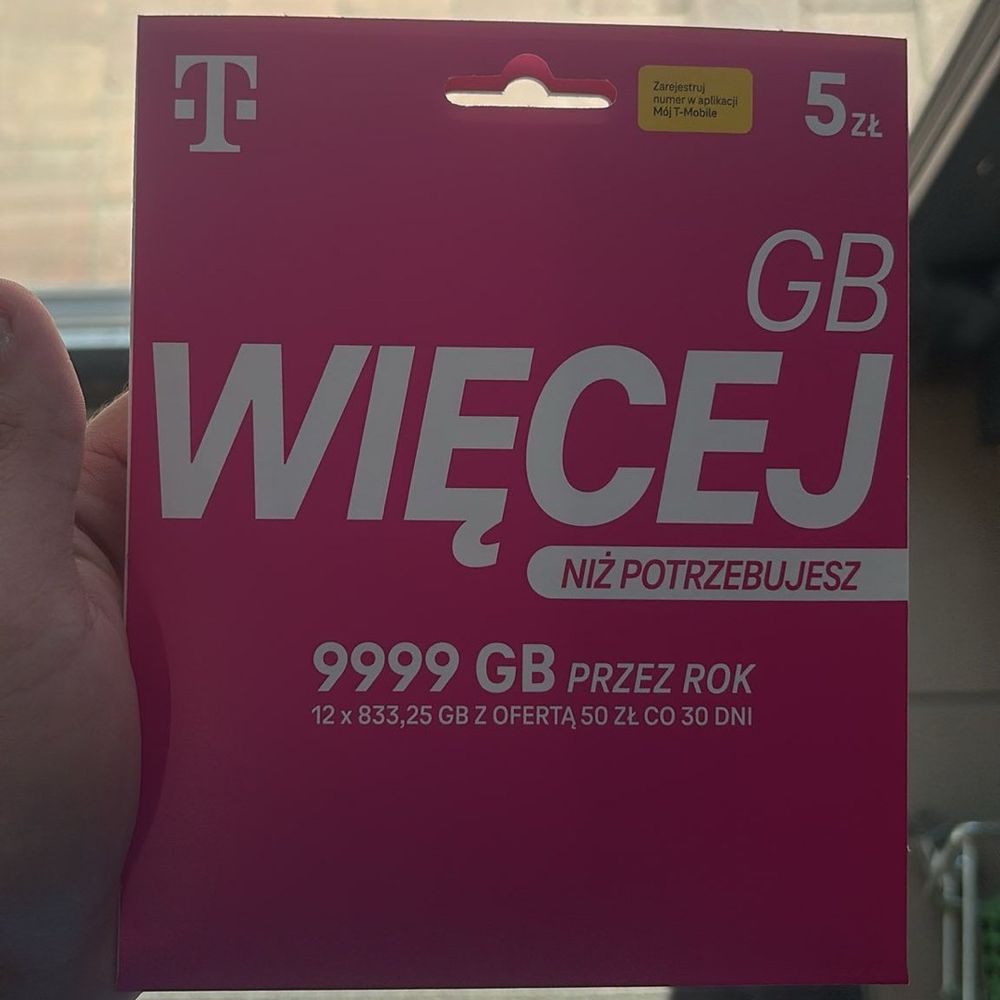 T
Zarejestruj
numer w aplikacji
Mój T-Mobile
5 ZŁ
GB
WIĘCEJ
NIŻ POTRZEBUJESZ
9999 GB PRZEZ ROK
12 x 833,25 GB Z OFERTĄ 50 ZŁ CO 30 DNI